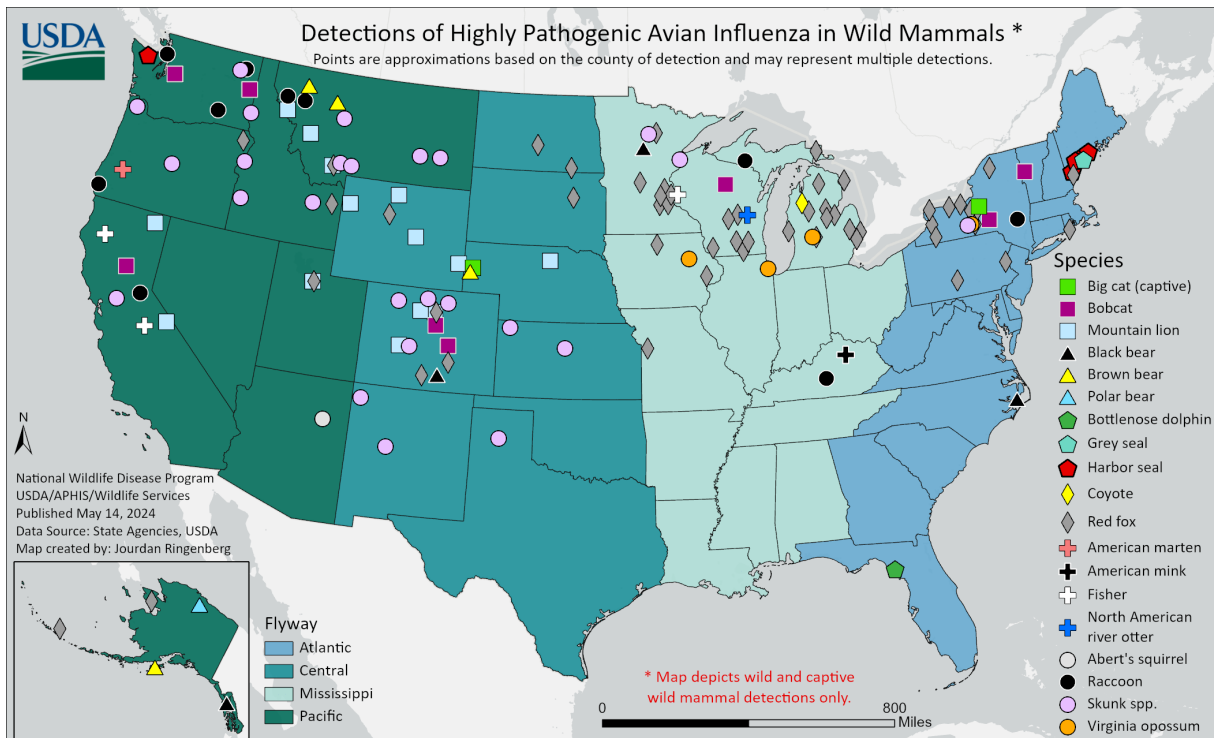 USDA
Detections of Highly Pathogenic Avian Influenza in Wild Mammals *
Points are approximations based on the county of detection and may represent multiple detections.
Species
Big cat (captive)
Bobcat
Mountain lion
Black bear
Brown bear
Polar bear
Bottlenose dolphin
Grey seal
Harbor seal
Coyote
Red fox
American marten
American mink
Fisher
North American
river otter
Abert's squirrel
Raccoon
Skunk spp.
Virginia opossum
N
National Wildlife Disease Program
USDA/APHIS/Wildlife Services
Published May 14, 2024
Data Source: State Agencies, USDA
Map created by: Jourdan Ringenberg
Flyway
Atlantic
Central
Mississippi
Pacific
* Map depicts wild and captive
wild mammal detections only.
0 800
Miles